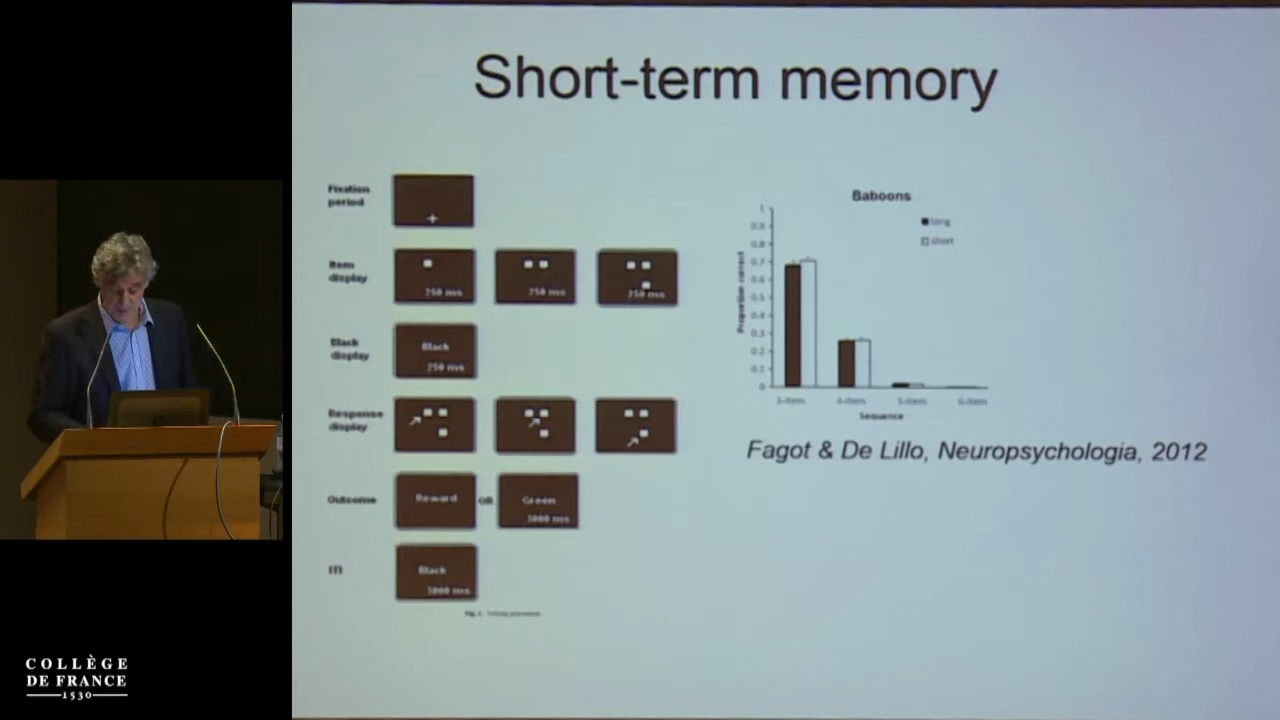 Short-term memory
Fixation
period
Item
display
250 ms
250 ms
250 ms
Black
display
Black
250 ms
Response
display
Outcome
Reward
OR
Green
3000 ms
ITI
Black
3000 ms
Baboons
long
short
Proportion correct
1
0.9
0.8
0.7
0.6
0.5
0.4
0.3
0.2
0.1
0
3-item
4-item
5-item
6-item
Sequence
Fagot & De Lillo, Neuropsychologia, 2012
COLLÈGE
DE FRANCE
1530